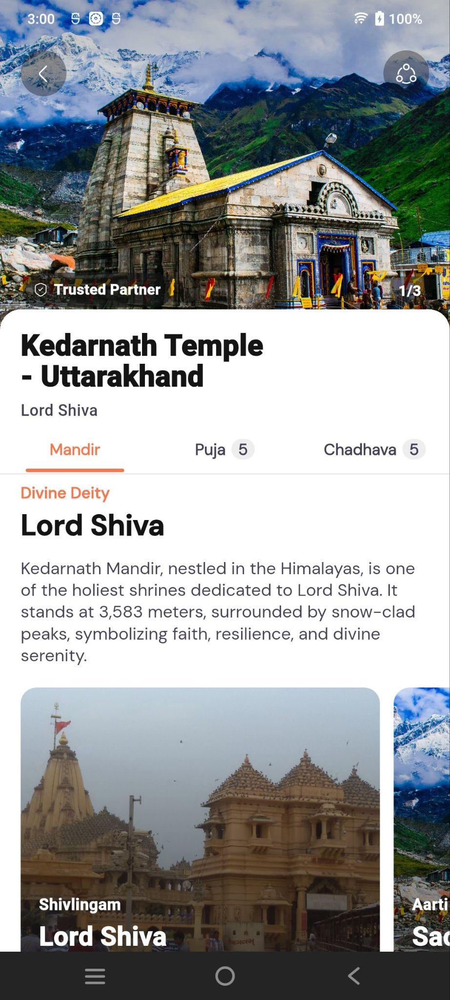 3:00
100%
Trusted Partner
1/3
Kedarnath Temple
- Uttarakhand
Lord Shiva
Mandir
Puja 5
Chadhava 5
Divine Deity
Lord Shiva
Kedarnath Mandir, nestled in the Himalayas, is one
of the holiest shrines dedicated to Lord Shiva. It
stands at 3,583 meters, surrounded by snow-clad
peaks, symbolizing faith, resilience, and divine
serenity.
Shivlingam
Lord Shiva
Aarti